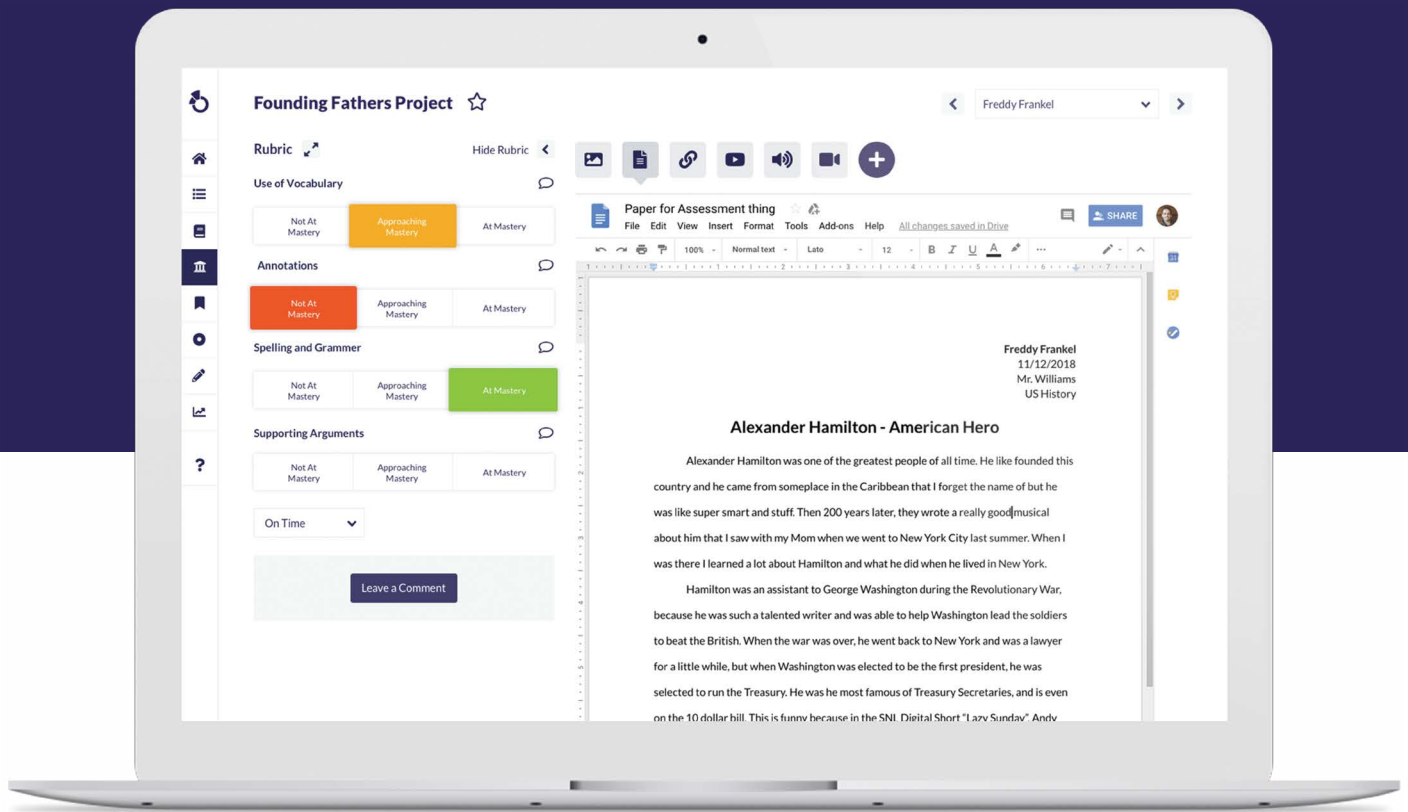 Founding Fathers Project
Freddy Frankel
Rubric
Hide Rubric
Use of Vocabulary
Not At
Mastery
Approaching
Mastery
At Mastery
Annotations
Not At
Mastery
Approaching
Mastery
At Mastery
Spelling and Grammer
Not At
Mastery
Approaching
Mastery
At Mastery
Supporting Arguments
Not At
Mastery
Approaching
Mastery
At Mastery
On Time
Leave a Comment
?
Paper for Assessment thing
File Edit View Insert Format Tools Add-ons Help All changes saved in Drive
SHARE
100% Normal text Lato 12 B I U A
1 1 2 3 4 5 6 7
31
Freddy Frankel
11/12/2018
Mr. Williams
US History
Alexander Hamilton - American Hero
Alexander Hamilton was one of the greatest people of all time. He like founded this
country and he came from someplace in the Caribbean that I forget the name of but he
was like super smart and stuff. Then 200 years later, they wrote a really good musical
about him that I saw with my Mom when we went to New York City last summer. When I
was there I learned a lot about Hamilton and what he did when he lived in New York.
Hamilton was an assistant to George Washington during the Revolutionary War,
because he was such a talented writer and was able to help Washington lead the soldiers
to beat the British. When the war was over, he went back to New York and was a lawyer
for a little while, but when Washington was elected to be the first president, he was
selected to run the Treasury. He was he most famous of Treasury Secretaries, and is even
on the 10 dollar bill. This is funny because in the SNL Digital Short "Lazy Sunday", Andy